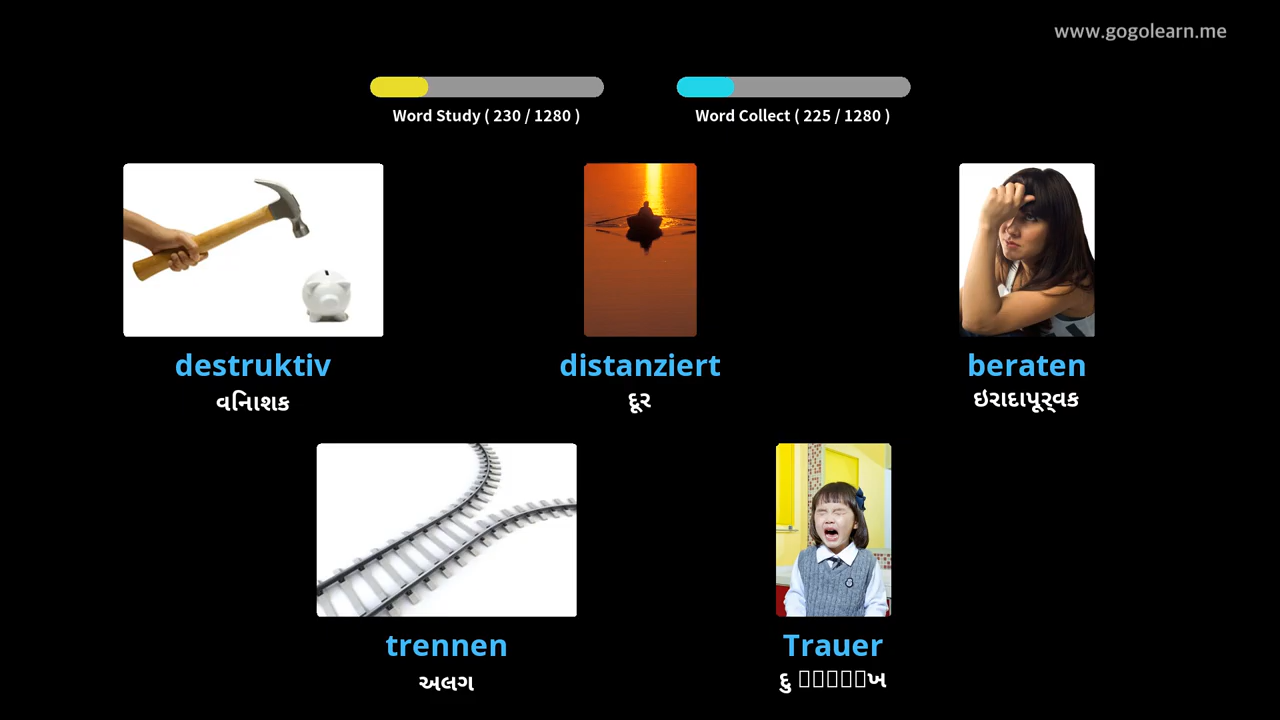 www.gogolearn.me
Word Study ( 230 / 1280 )
Word Collect ( 225 / 1280 )
destruktiv
વિનાશક
distanziert
દૂર
beraten
ઇરાદાપૂર્વક
trennen
અલગ
Trauer
દુ ખ